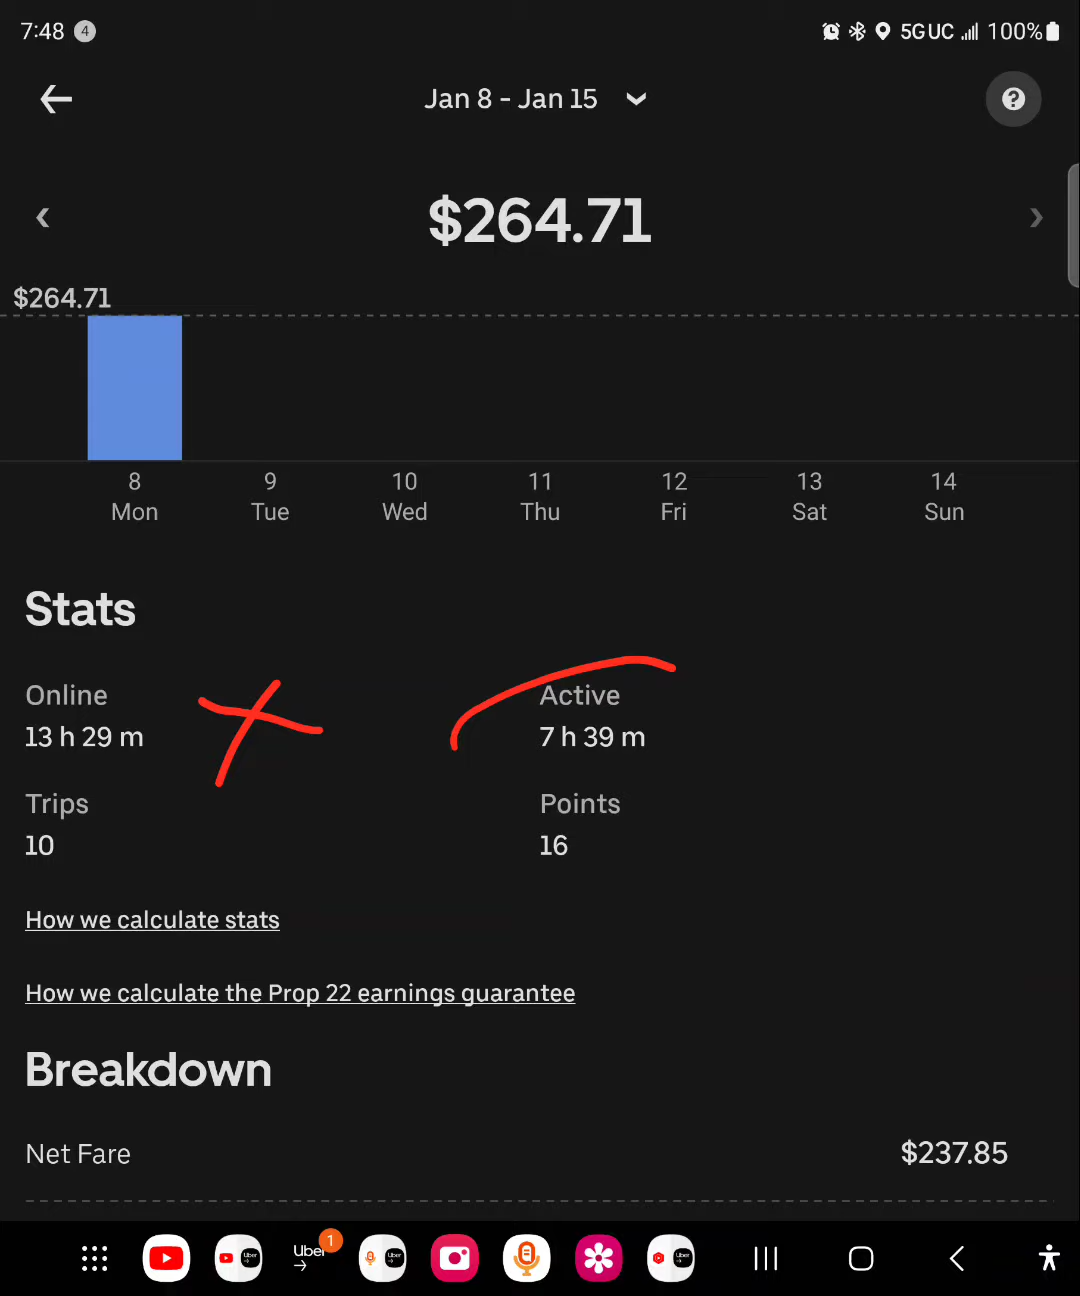 7:48 4 5G UC 100%
Jan 8 - Jan 15
$264.71
$264.71
8 9 10 11 12 13 14
Mon Tue Wed Thu Fri Sat Sun
Stats
Online Active
13 h 29 m 7 h 39 m
Trips Points
10 16
How we calculate stats
How we calculate the Prop 22 earnings guarantee
Breakdown
Net Fare $237.85
Uber 1